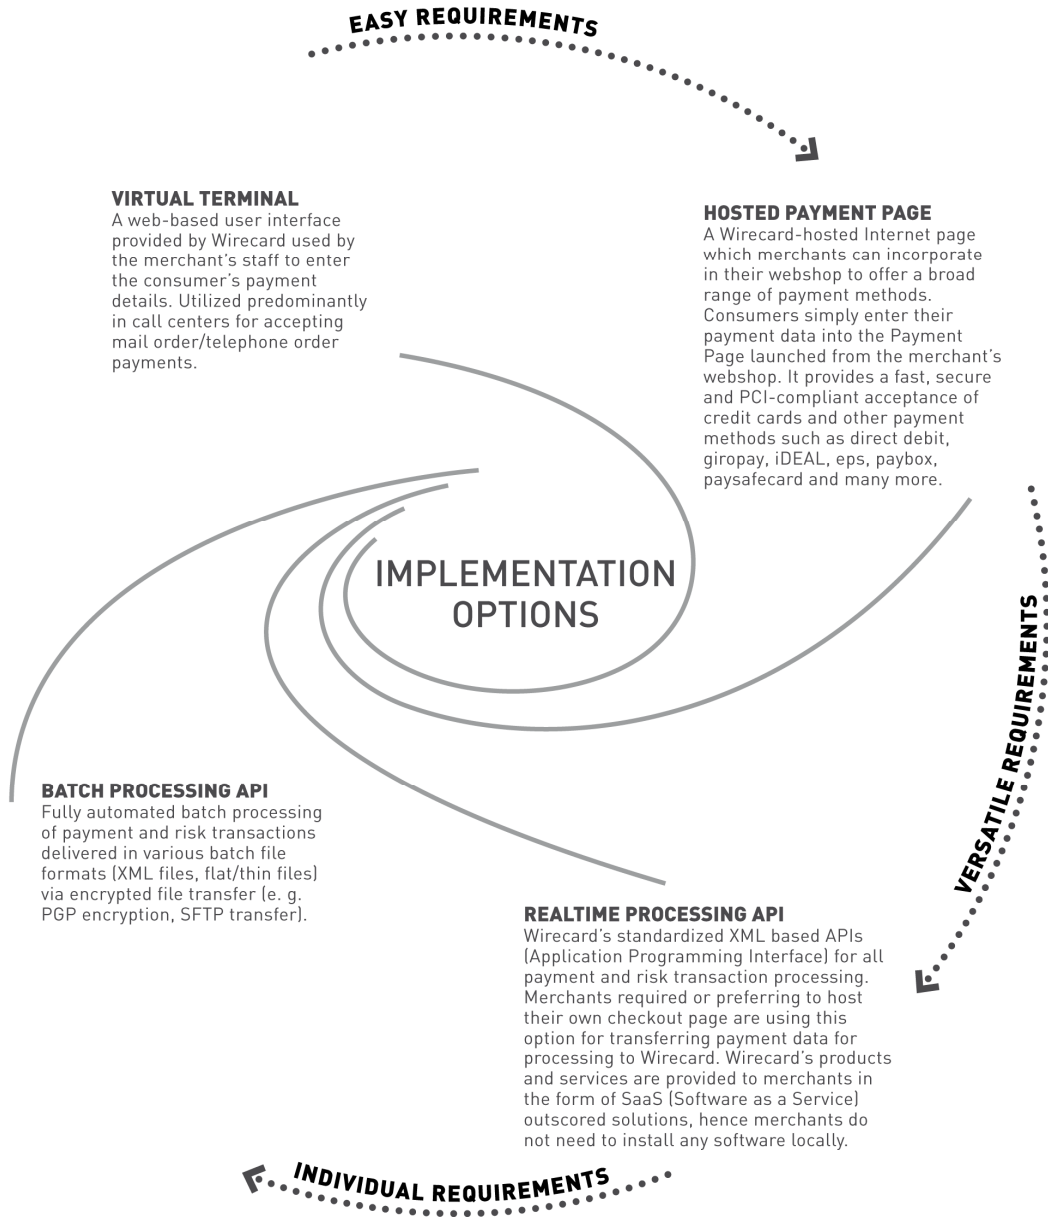 EASY REQUIREMENTS
VIRTUAL TERMINAL
A web-based user interface
provided by Wirecard used by
the merchant's staff to enter
the consumer's payment
details. Utilized predominantly
in call centers for accepting
mail order/telephone order
payments.
HOSTED PAYMENT PAGE
A Wirecard-hosted Internet page
which merchants can incorporate
in their webshop to offer a broad
range of payment methods.
Consumers simply enter their
payment data into the Payment
Page launched from the merchant's
webshop. It provides a fast, secure
and PCI-compliant acceptance of
credit cards and other payment
methods such as direct debit,
giropay, iDEAL, eps, paybox,
paysafecard and many more.
IMPLEMENTATION
OPTIONS
VERSATILE REQUIREMENTS
BATCH PROCESSING API
Fully automated batch processing
of payment and risk transactions
delivered in various batch file
formats (XML files, flat/thin files)
via encrypted file transfer (e. g.
PGP encryption, SFTP transfer).
REALTIME PROCESSING API
Wirecard's standardized XML based APIs
(Application Programming Interface) for all
payment and risk transaction processing.
Merchants required or preferring to host
their own checkout page are using this
option for transferring payment data for
processing to Wirecard. Wirecard's products
and services are provided to merchants in
the form of SaaS (Software as a Service)
outscored solutions, hence merchants do
not need to install any software locally.
INDIVIDUAL REQUIREMENTS